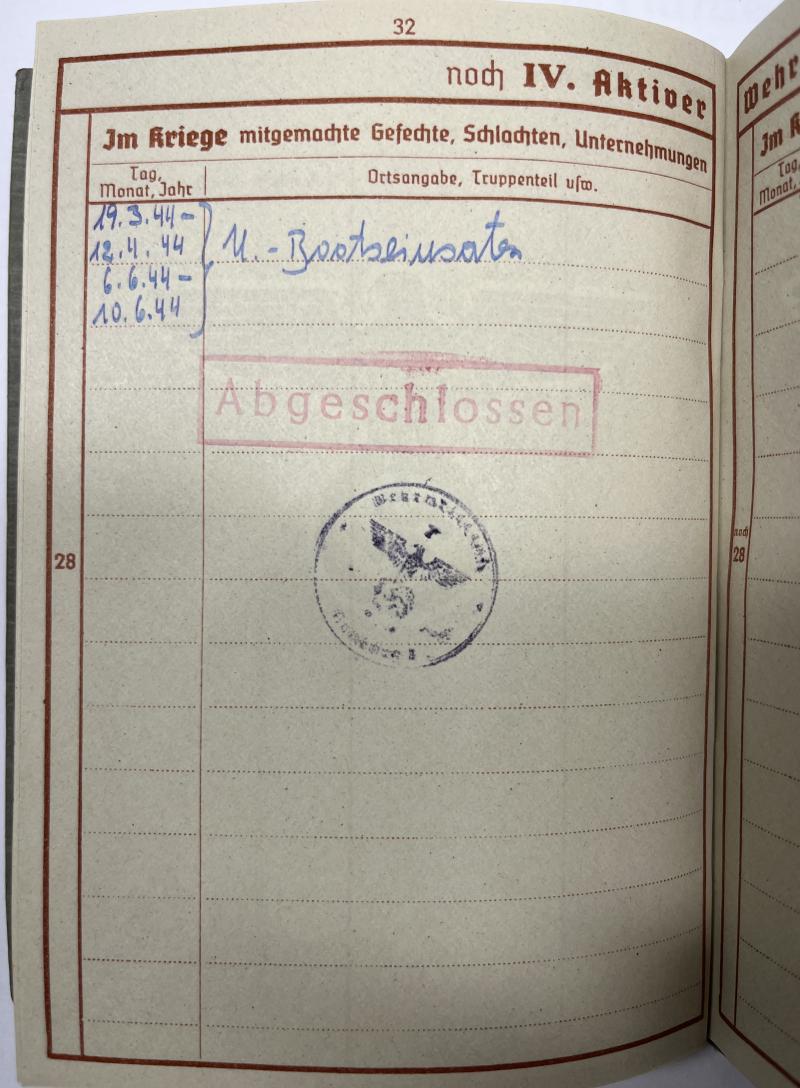 32
noch IV. Aktiver
Wehr
Im Kriege mitgemachte Gefechte, Schlachten, Unternehmungen
Im K
Tag, Monat, Jahr
Ortsangabe, Truppenteil usw.
Tag,
Monat,
19.3.44–
12.4.44
6.6.44–
10.6.44
U.-Bootseinsaten
Abgeschlossen
28
noch
28